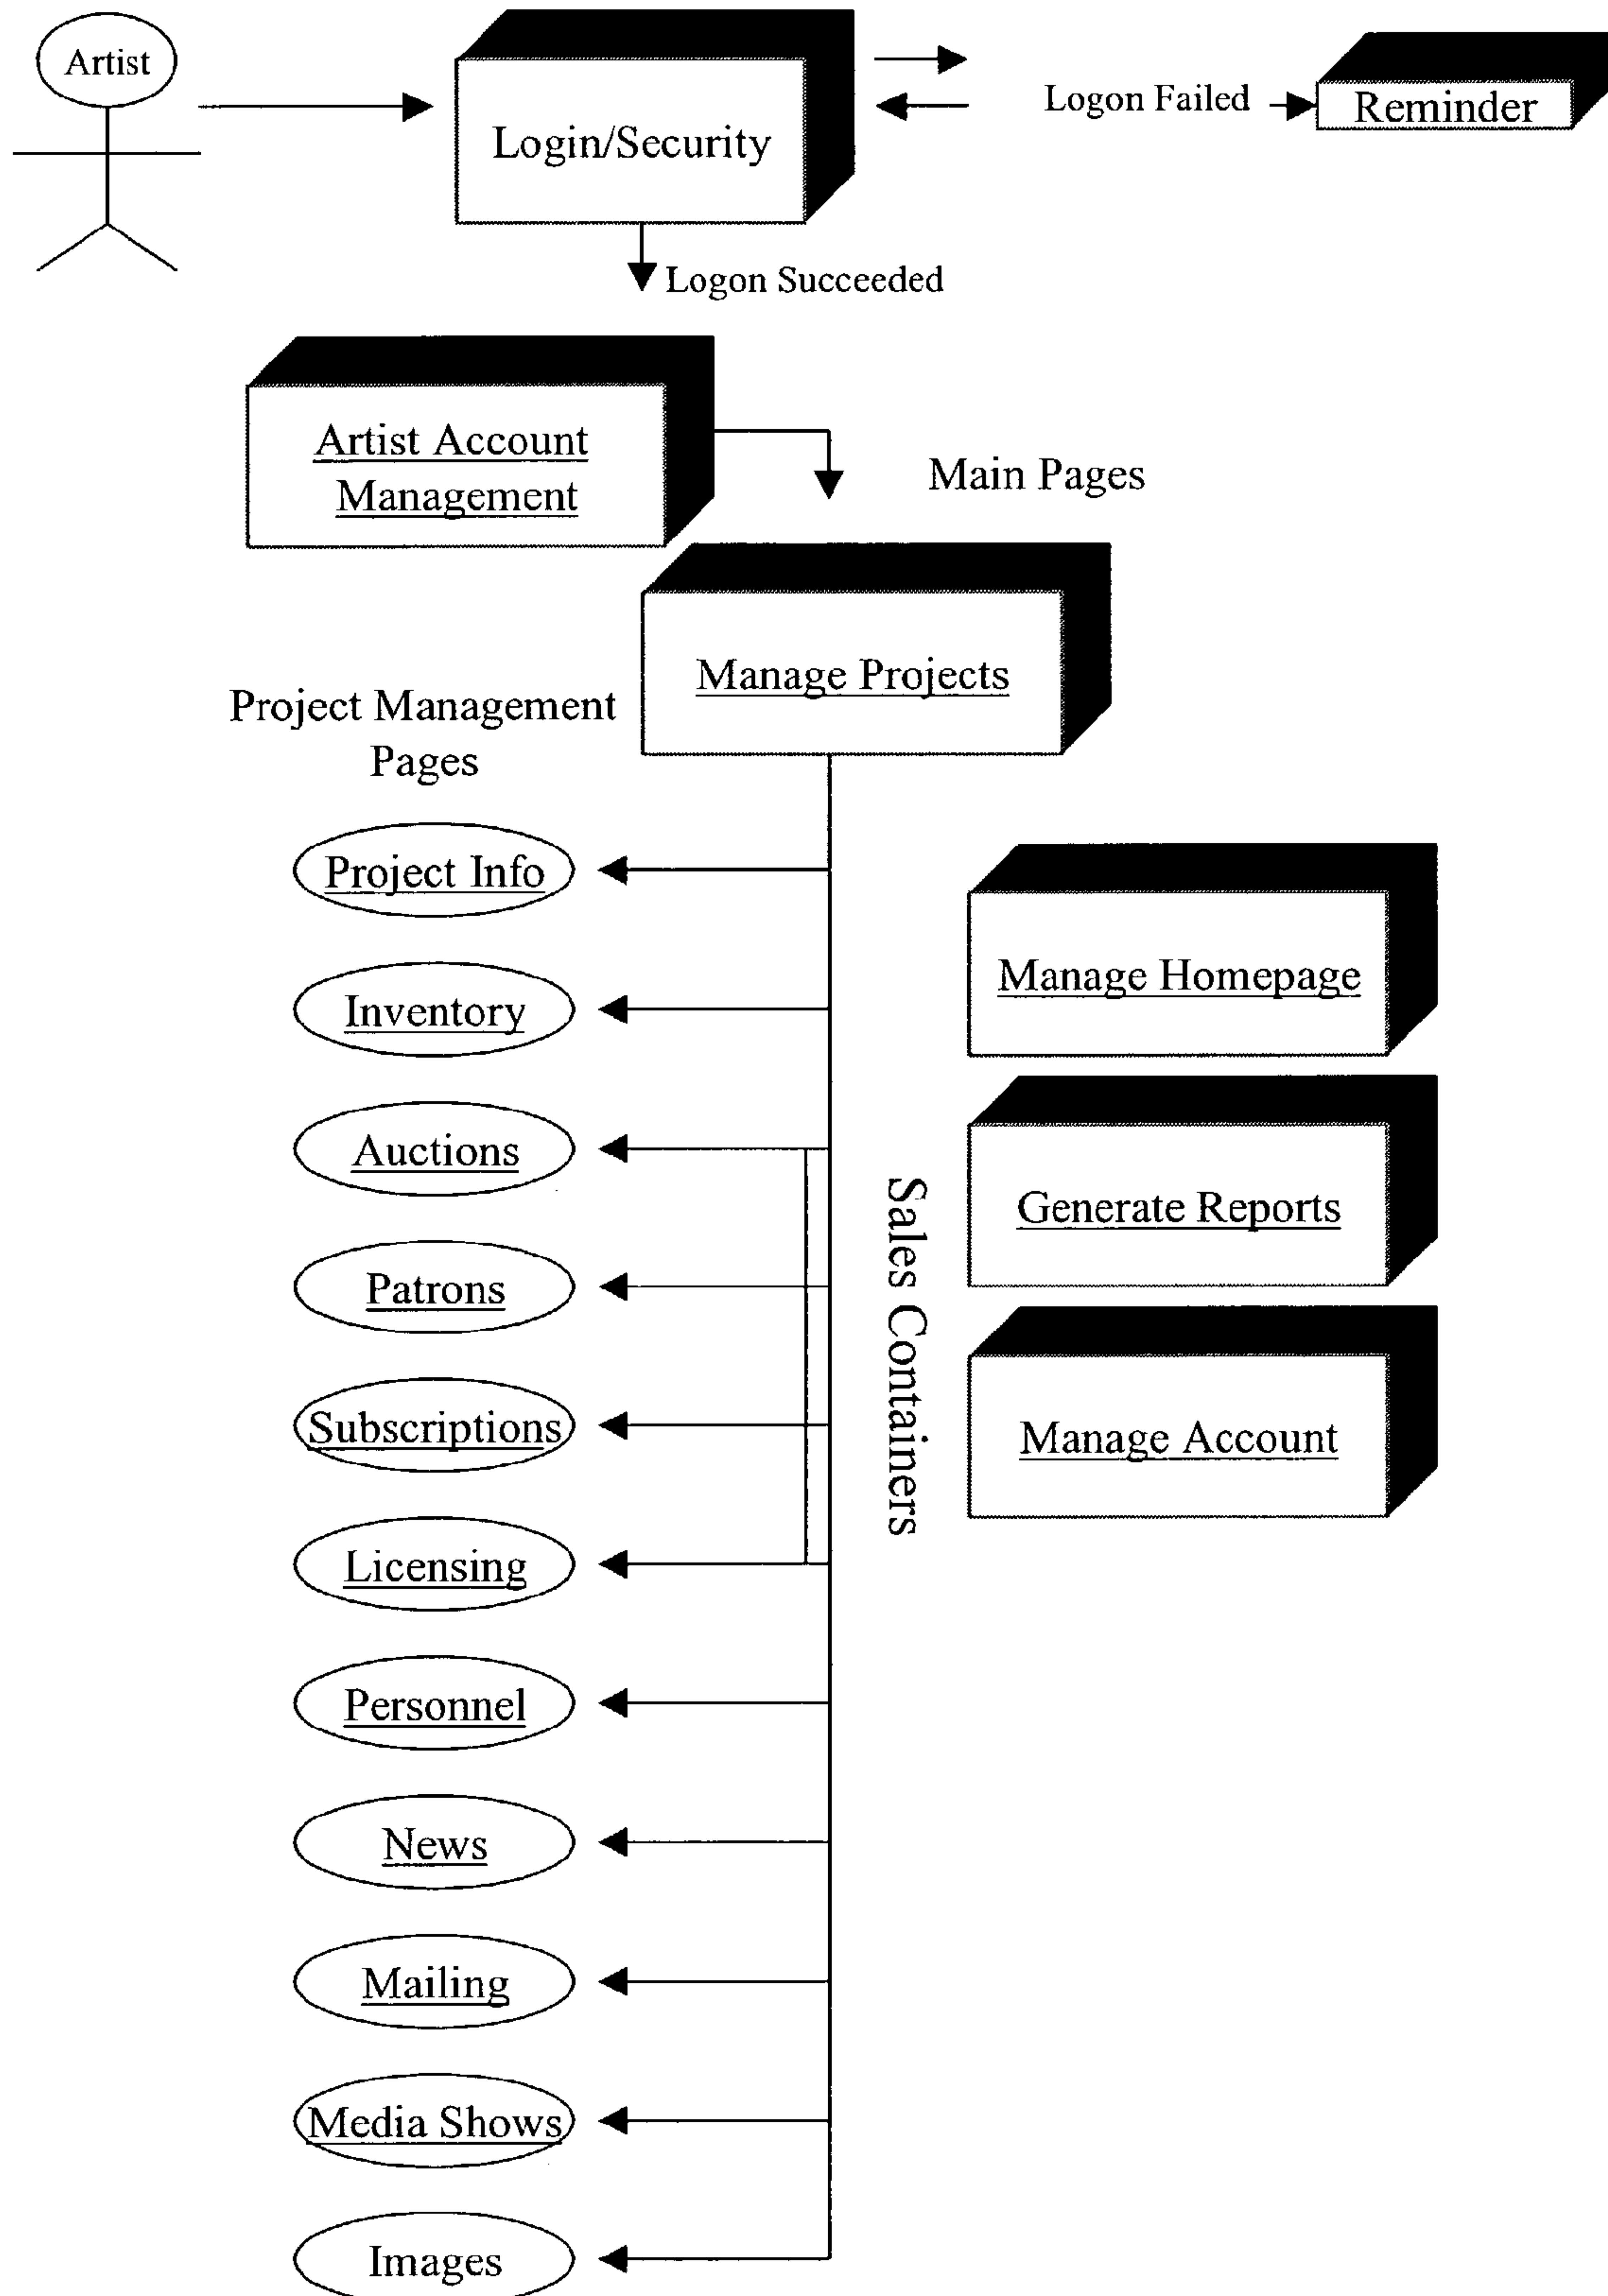 Artist
Login/Security
Logon Failed
Reminder
Logon Succeeded
Artist Account
Management
Main Pages
Manage Projects
Project Management
Pages
Project Info
Inventory
Auctions
Patrons
Subscriptions
Licensing
Personnel
News
Mailing
Media Shows
Images
Sales Containers
Manage Homepage
Generate Reports
Manage Account